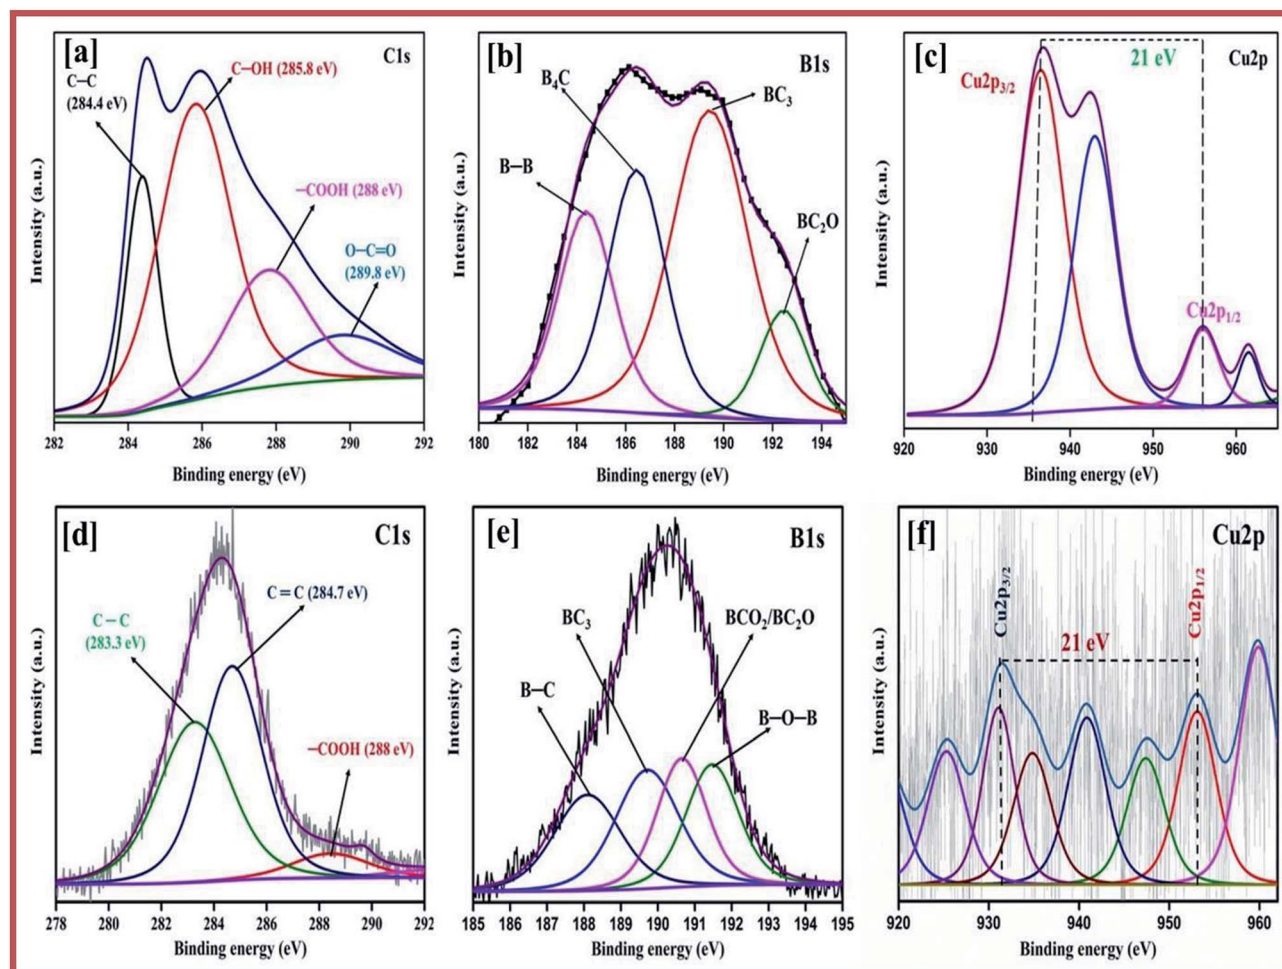 [a]
C1s
C–C
(284.4 eV)
C–OH (285.8 eV)
–COOH (288 eV)
O–C=O
(289.8 eV)
Intensity (a.u.)
282 284 286 288 290 292
Binding energy (eV)
[b]
B1s
B–B
B₄C
BC₃
BC₂O
Intensity (a.u.)
180 182 184 186 188 190 192 194
Binding energy (eV)
[c]
Cu2p
21 eV
Cu2p₃/₂
Cu2p₁/₂
Intensity (a.u.)
920 930 940 950 960
Binding energy (eV)
[d]
C1s
C–C
(283.3 eV)
C=C (284.7 eV)
–COOH (288 eV)
Intensity (a.u.)
278 280 282 284 286 288 290 292
Binding energy (eV)
[e]
B1s
B–C
BC₃
BCO₂/BC₂O
B–O–B
Intensity (a.u.)
185 186 187 188 189 190 191 192 193 194 195
Binding energy (eV)
[f]
Cu2p
Cu2p₃/₂
21 eV
Cu2p₁/₂
Intensity (a.u.)
920 930 940 950 960
Binding energy (eV)